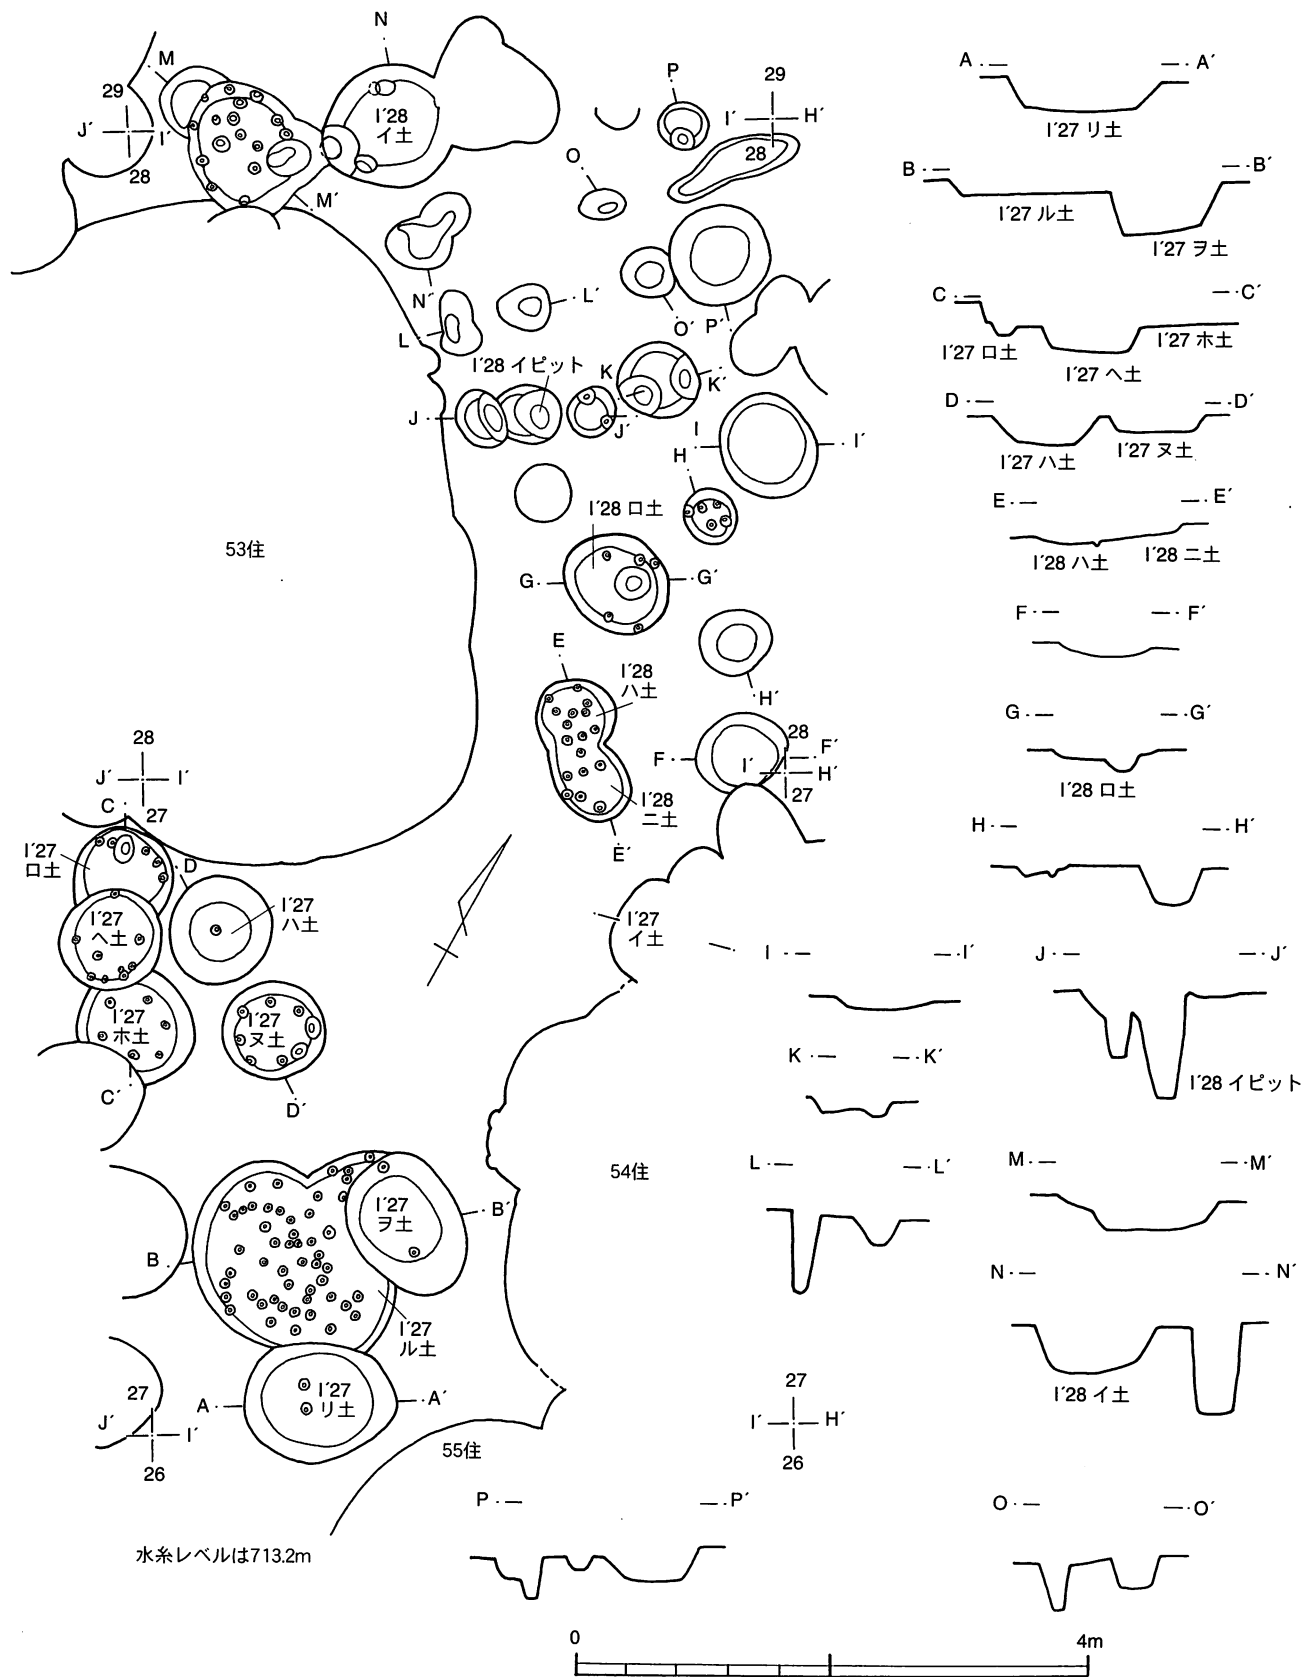 N
M
29
J´ I´
28
M´
I´28
イ土
P
29
I´ H´
28
O
N´
L´
O´
P´
L
I´28 イピット
K
K´
J
J´
I
I´
H
I´28 ロ土
53住
G
G´
E
I´28
ハ土
H´
28
F
F´
I´
H´
27
I´28
ニ土
E´
28
J´ I´
27
C
D
I´27
ロ土
I´27
ハ土
I´27
ヘ土
I´27
イ土
I´27
ホ土
I´27
ヌ土
C´
D´
54住
I´27
ヲ土
B´
B
I´27
ル土
27
J´ I´
26
A
I´27
リ土
A´
55住
27
I´ H´
26
A A´
I´27 リ土
B B´
I´27 ル土
I´27 ヲ土
C C´
I´27 ロ土
I´27 ホ土
I´27 ヘ土
D D´
I´27 ハ土
I´27 ヌ土
E E´
I´28 ハ土
I´28 ニ土
F F´
G G´
I´28 ロ土
H H´
I I´
J J´
I´28 イピット
K K´
L L´
M M´
N N´
I´28 イ土
P P´
O O´
水糸レベルは713.2m
0 4m